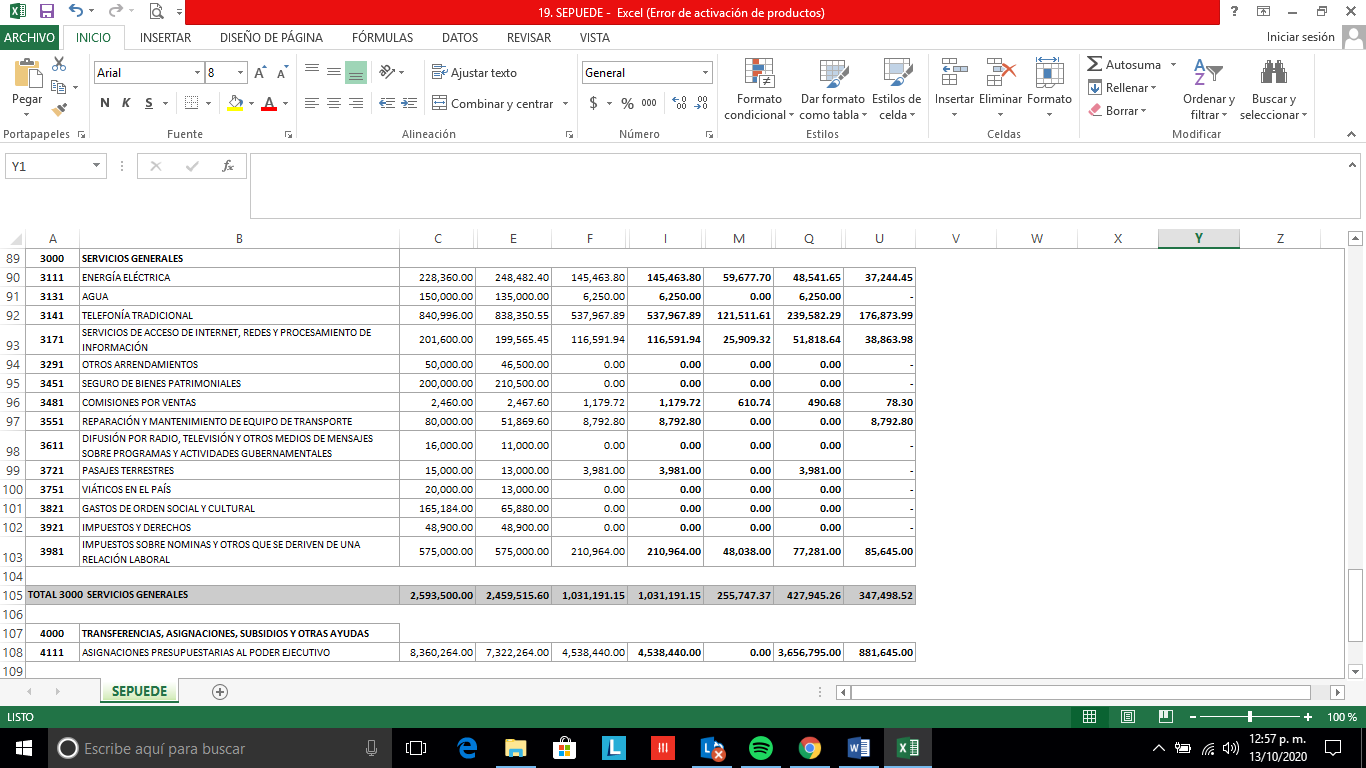 19. SEPUEDE - Excel (Error de activación de productos)
ARCHIVO INICIO INSERTAR DISEÑO DE PÁGINA FÓRMULAS DATOS REVISAR VISTA Iniciar sesión
Pegar
Portapapeles
Arial 8
N K S
Fuente
Ajustar texto
Combinar y centrar
Alineación
General
$ % 000
Número
Formato condicional
Dar formato como tabla
Estilos de celda
Estilos
Insertar Eliminar Formato
Celdas
Autosuma
Rellenar
Borrar
Ordenar y filtrar
Buscar y seleccionar
Modificar
Y1 fx
A B C E F I M Q U V W X Y Z
89 3000 SERVICIOS GENERALES
90 3111 ENERGÍA ELÉCTRICA 228,360.00 248,482.40 145,463.80 145,463.80 59,677.70 48,541.65 37,244.45
91 3131 AGUA 150,000.00 135,000.00 6,250.00 6,250.00 0.00 6,250.00 -
92 3141 TELEFONÍA TRADICIONAL 840,996.00 838,350.55 537,967.89 537,967.89 121,511.61 239,582.29 176,873.99
93 3171 SERVICIOS DE ACCESO DE INTERNET, REDES Y PROCESAMIENTO DE
INFORMACIÓN 201,600.00 199,565.45 116,591.94 116,591.94 25,909.32 51,818.64 38,863.98
94 3291 OTROS ARRENDAMIENTOS 50,000.00 46,500.00 0.00 0.00 0.00 0.00 -
95 3451 SEGURO DE BIENES PATRIMONIALES 200,000.00 210,500.00 0.00 0.00 0.00 0.00 -
96 3481 COMISIONES POR VENTAS 2,460.00 2,467.60 1,179.72 1,179.72 610.74 490.68 78.30
97 3551 REPARACIÓN Y MANTENIMIENTO DE EQUIPO DE TRANSPORTE 80,000.00 51,869.60 8,792.80 8,792.80 0.00 0.00 8,792.80
98 3611 DIFUSIÓN POR RADIO, TELEVISIÓN Y OTROS MEDIOS DE MENSAJES
SOBRE PROGRAMAS Y ACTIVIDADES GUBERNAMENTALES 16,000.00 11,000.00 0.00 0.00 0.00 0.00 -
99 3721 PASAJES TERRESTRES 15,000.00 13,000.00 3,981.00 3,981.00 0.00 3,981.00 -
100 3751 VIÁTICOS EN EL PAÍS 20,000.00 13,000.00 0.00 0.00 0.00 0.00 -
101 3821 GASTOS DE ORDEN SOCIAL Y CULTURAL 165,184.00 65,880.00 0.00 0.00 0.00 0.00 -
102 3921 IMPUESTOS Y DERECHOS 48,900.00 48,900.00 0.00 0.00 0.00 0.00 -
103 3981 IMPUESTOS SOBRE NOMINAS Y OTROS QUE SE DERIVEN DE UNA
RELACIÓN LABORAL 575,000.00 575,000.00 210,964.00 210,964.00 48,038.00 77,281.00 85,645.00
104
105 TOTAL 3000 SERVICIOS GENERALES 2,593,500.00 2,459,515.60 1,031,191.15 1,031,191.15 255,747.37 427,945.26 347,498.52
106
107 4000 TRANSFERENCIAS, ASIGNACIONES, SUBSIDIOS Y OTRAS AYUDAS
108 4111 ASIGNACIONES PRESUPUESTARIAS AL PODER EJECUTIVO 8,360,264.00 7,322,264.00 4,538,440.00 4,538,440.00 0.00 3,656,795.00 881,645.00
109
SEPUEDE
LISTO 100 %
Escribe aquí para buscar
12:57 p. m.
13/10/2020